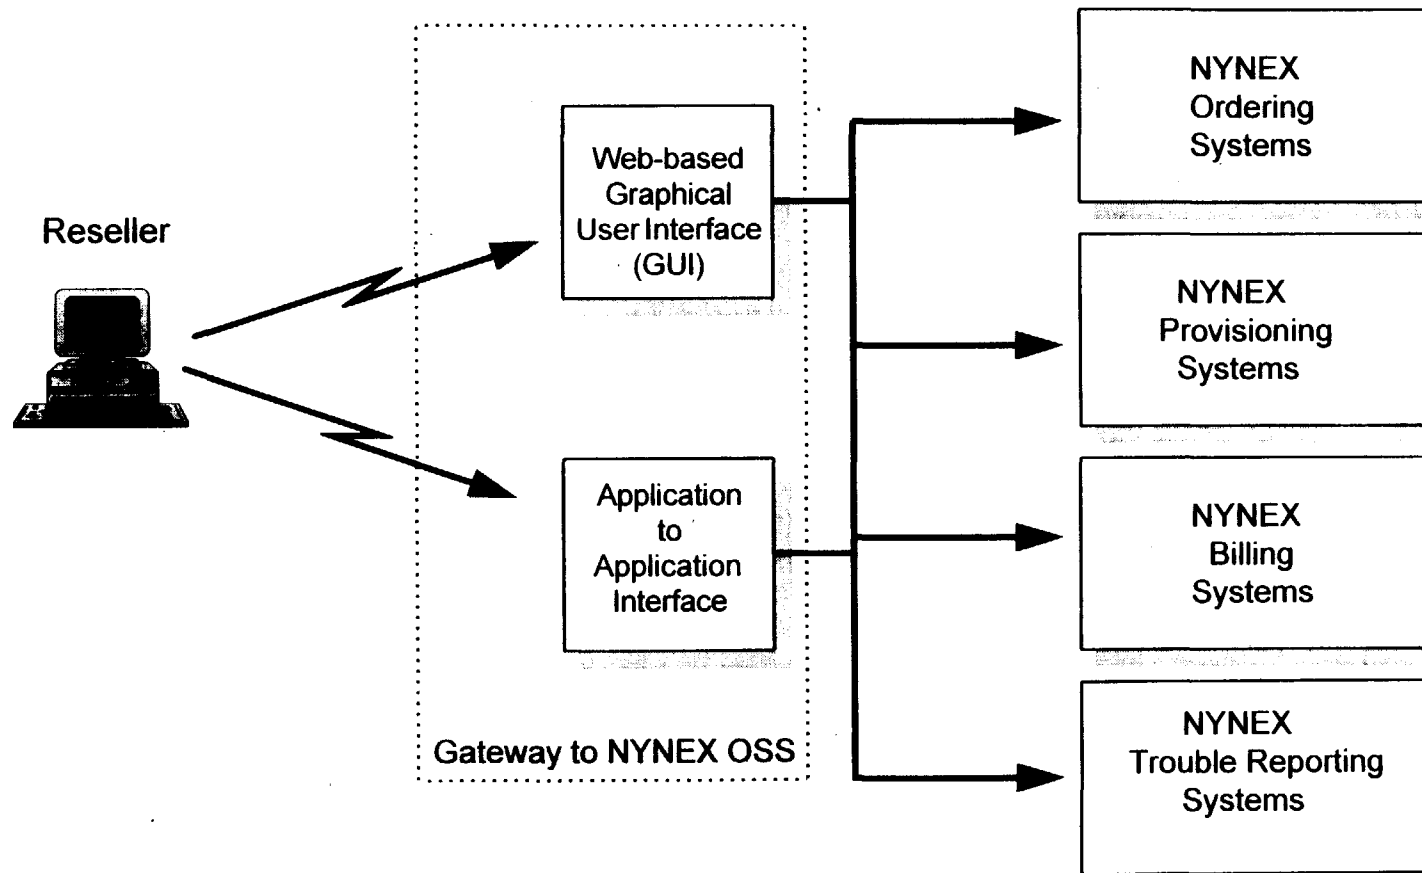 Reseller
Web-based
Graphical
User Interface
(GUI)
Application
to
Application
Interface
Gateway to NYNEX OSS
NYNEX
Ordering
Systems
NYNEX
Provisioning
Systems
NYNEX
Billing
Systems
NYNEX
Trouble Reporting
Systems